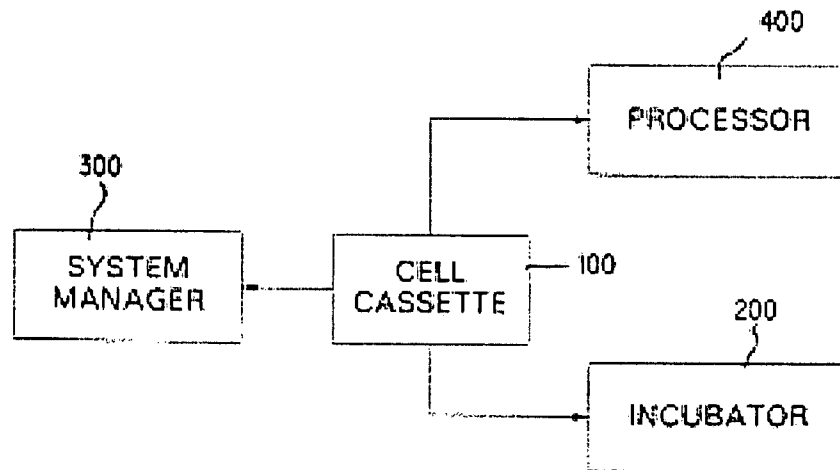 400
PROCESSOR
300
SYSTEM
MANAGER
CELL
CASSETTE
100
200
INCUBATOR